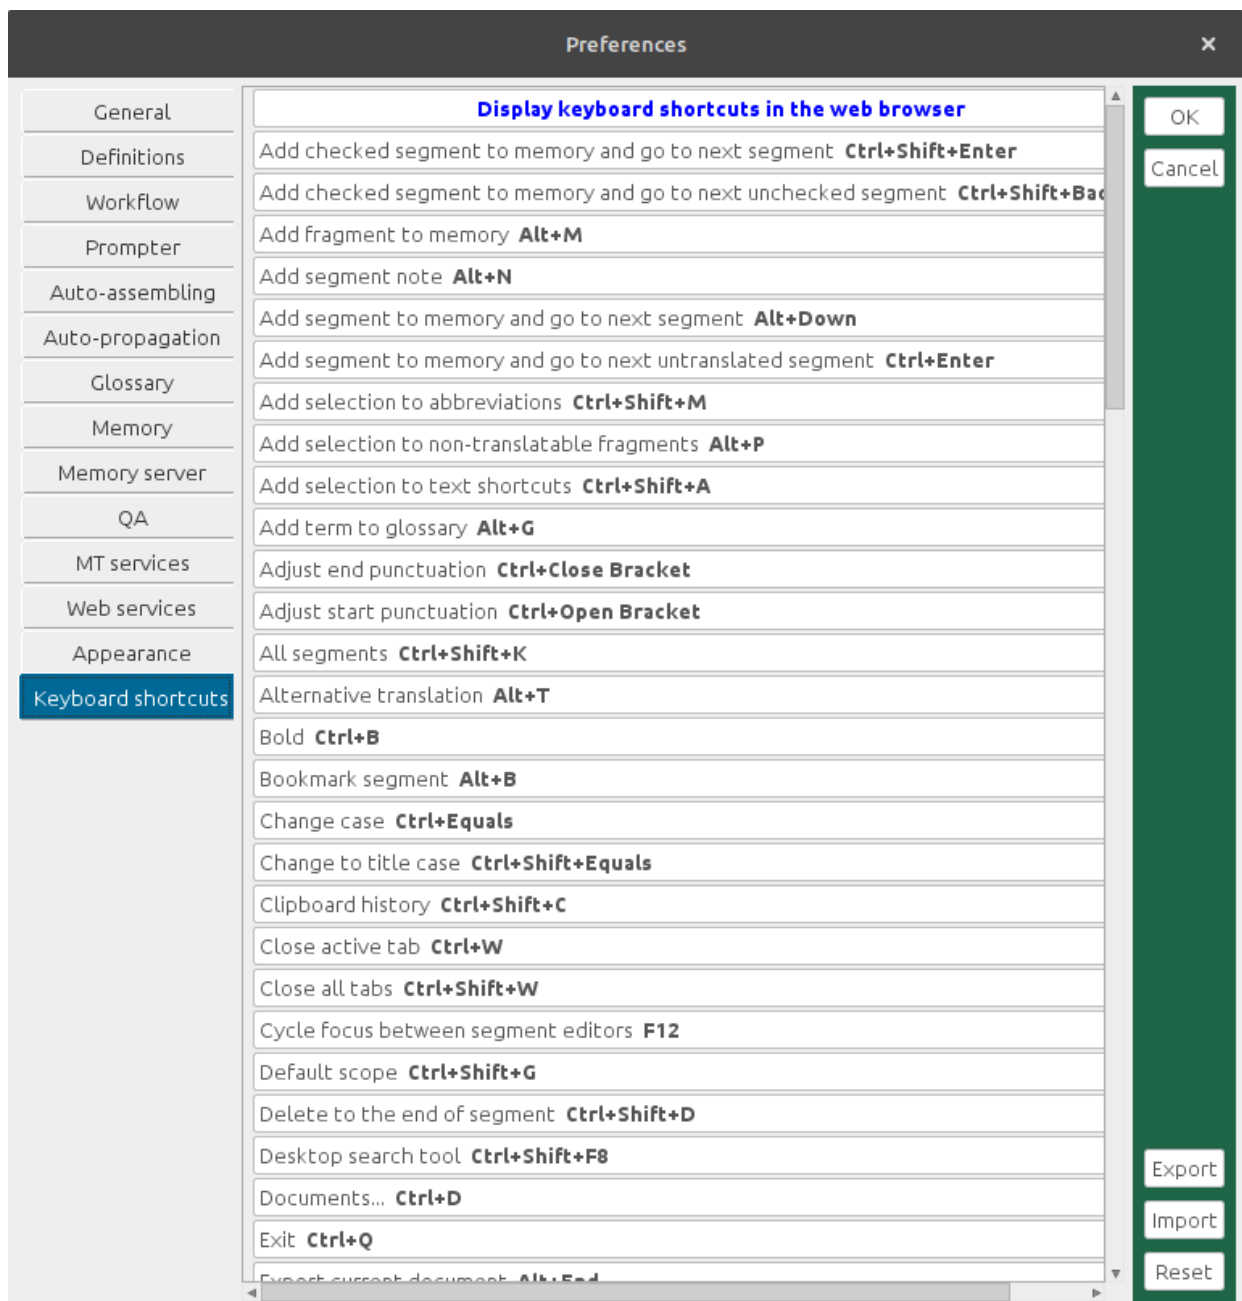 Preferences
×
General
Definitions
Workflow
Prompter
Auto-assembling
Auto-propagation
Glossary
Memory
Memory server
QA
MT services
Web services
Appearance
Keyboard shortcuts
Display keyboard shortcuts in the web browser
Add checked segment to memory and go to next segment Ctrl+Shift+Enter
Add checked segment to memory and go to next unchecked segment Ctrl+Shift+Bac
Add fragment to memory Alt+M
Add segment note Alt+N
Add segment to memory and go to next segment Alt+Down
Add segment to memory and go to next untranslated segment Ctrl+Enter
Add selection to abbreviations Ctrl+Shift+M
Add selection to non-translatable fragments Alt+P
Add selection to text shortcuts Ctrl+Shift+A
Add term to glossary Alt+G
Adjust end punctuation Ctrl+Close Bracket
Adjust start punctuation Ctrl+Open Bracket
All segments Ctrl+Shift+K
Alternative translation Alt+T
Bold Ctrl+B
Bookmark segment Alt+B
Change case Ctrl+Equals
Change to title case Ctrl+Shift+Equals
Clipboard history Ctrl+Shift+C
Close active tab Ctrl+W
Close all tabs Ctrl+Shift+W
Cycle focus between segment editors F12
Default scope Ctrl+Shift+G
Delete to the end of segment Ctrl+Shift+D
Desktop search tool Ctrl+Shift+F8
Documents... Ctrl+D
Exit Ctrl+Q
Export current document Alt+End
OK
Cancel
Export
Import
Reset